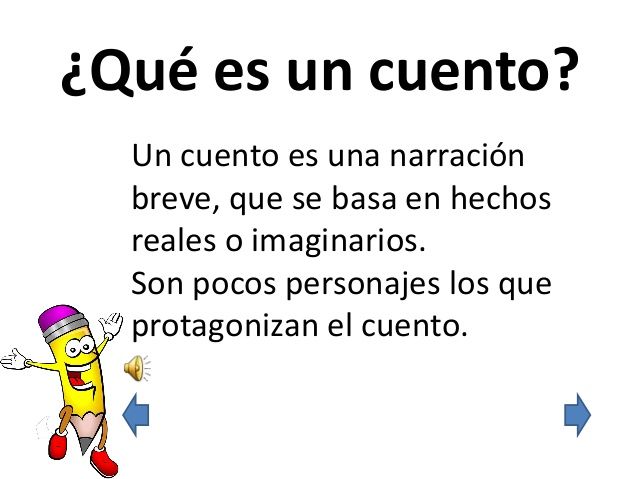 ¿Qué es un cuento?
Un cuento es una narración
breve, que se basa en hechos
reales o imaginarios.
Son pocos personajes los que
protagonizan el cuento.